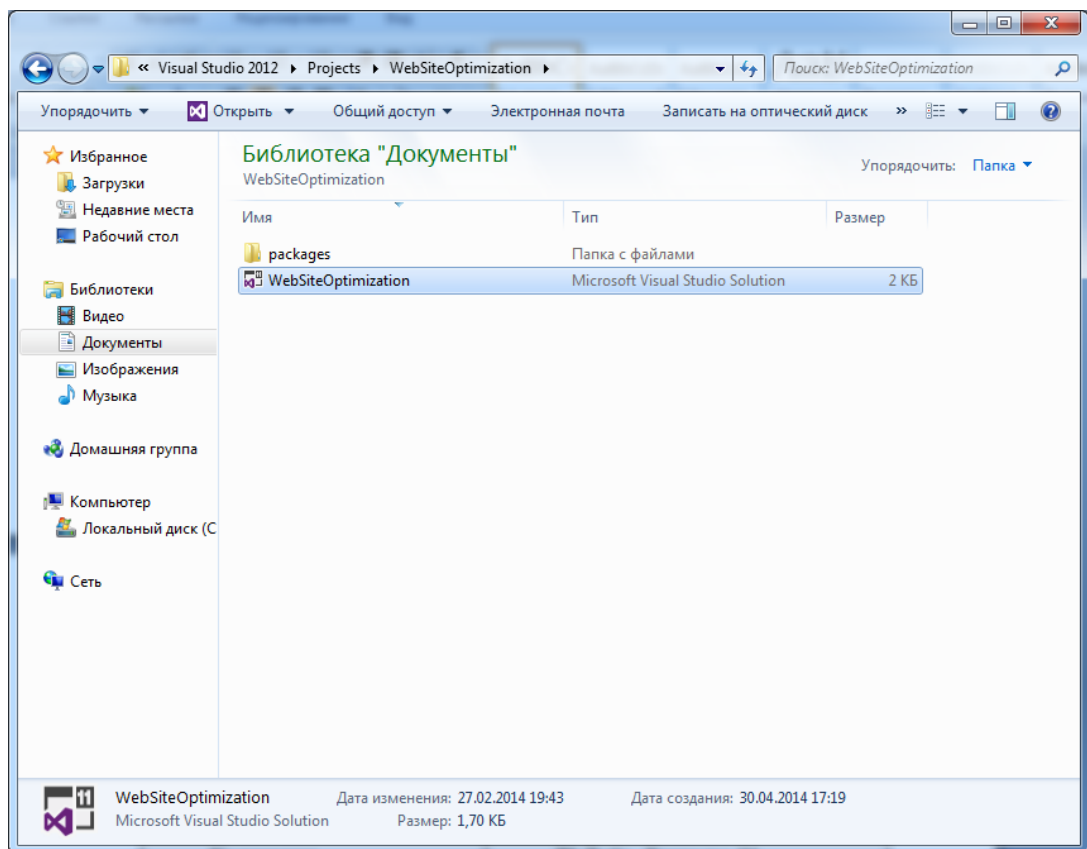 « Visual Studio 2012 Projects WebSiteOptimization
Поиск: WebSiteOptimization
Упорядочить Открыть Общий доступ Электронная почта Записать на оптический диск »
Избранное
Загрузки
Недавние места
Рабочий стол
Библиотеки
Видео
Документы
Изображения
Музыка
Домашняя группа
Компьютер
Локальный диск (C
Сеть
Библиотека "Документы"
WebSiteOptimization
Упорядочить: Папка
Имя Тип Размер
packages Папка с файлами
WebSiteOptimization Microsoft Visual Studio Solution 2 КБ
11
WebSiteOptimization Дата изменения: 27.02.2014 19:43 Дата создания: 30.04.2014 17:19
Microsoft Visual Studio Solution Размер: 1,70 КБ